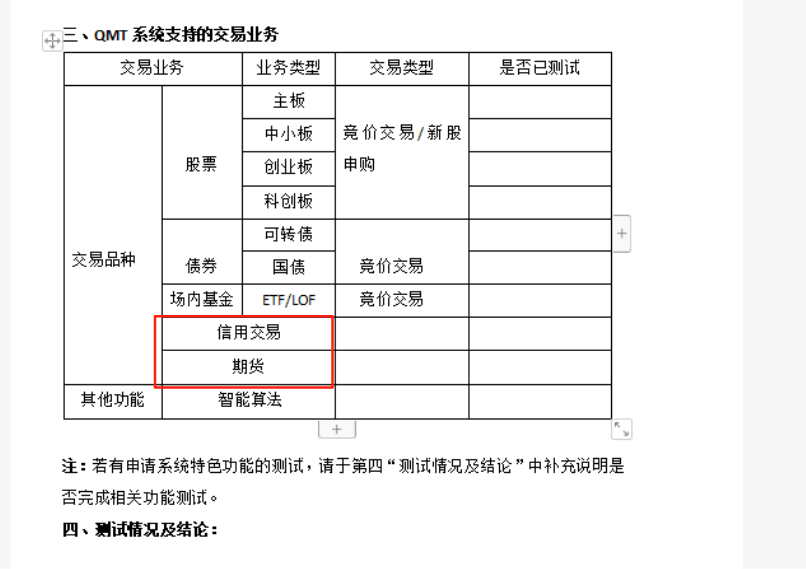 三、QMT 系统支持的交易业务
交易业务 业务类型 交易类型 是否已测试
主板
中小板 竟价交易/新股
股票 创业板 申购
科创板
可转债
交易品种 债券 国债 竟价交易
场内基金 ETF/LOF 竟价交易
信用交易
期货
其他功能 智能算法
注：若有申请系统特色功能的测试，请于第四“测试情况及结论”中补充说明是
否完成相关功能测试。
四、测试情况及结论：